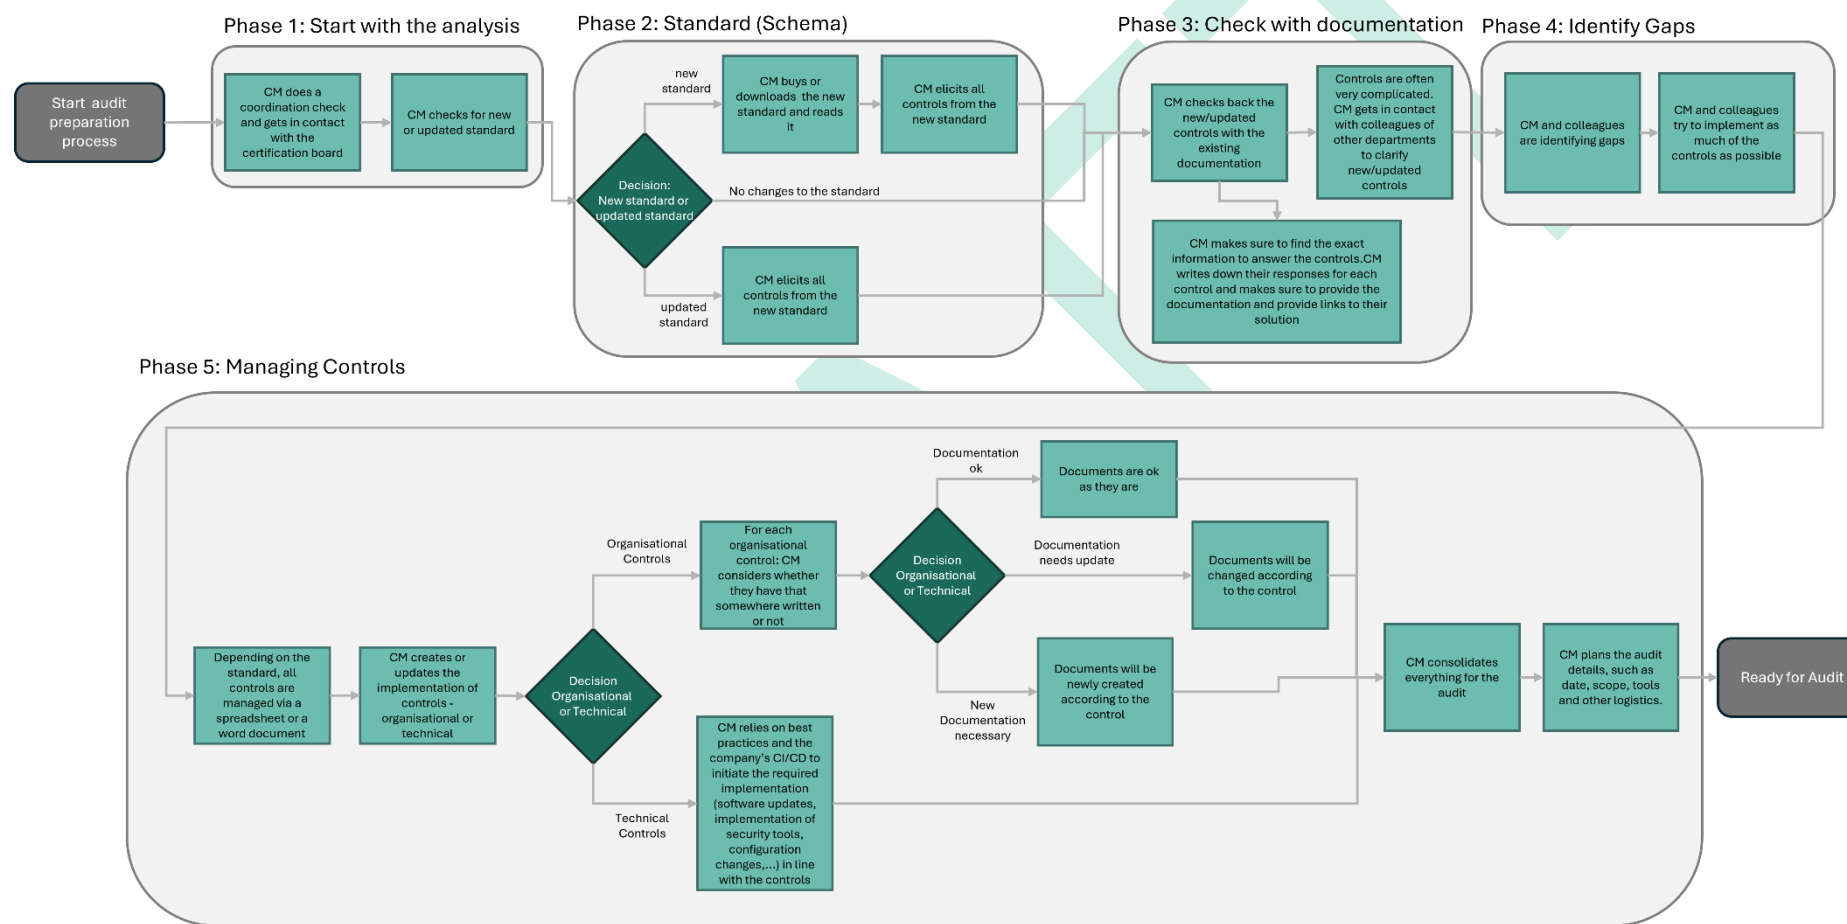 Phase 1: Start with the analysis
Phase 2: Standard (Schema)
Phase 3: Check with documentation
Phase 4: Identify Gaps
Start audit
preparation
process
CM does a
coordination check
and gets in contact
with the
certification board
CM checks for new
or updated standard
Decision:
New standard or
updated standard
new
standard
CM buys or
downloads the new
standard and reads
it
CM elicits all
controls from the
new standard
No changes to the standard
updated
standard
CM elicits all
controls from the
new standard
CM checks back the
new/updated
controls with the
existing
documentation
Controls are often
very complicated.
CM gets in contact
with colleagues of
other departments
to clarify
new/updated
controls
CM makes sure to find the exact
information to answer the controls.CM
writes down their responses for each
control and makes sure to provide the
documentation and provide links to their
solution
CM and colleagues
are identifying gaps
CM and colleagues
try to implement as
much of the
controls as possible
Phase 5: Managing Controls
Depending on the
standard, all
controls are
managed via a
spreadsheet or a
word document
CM creates or
updates the
implementation of
controls -
organisational or
technical
Decision
Organisational
or Technical
Organisational
Controls
For each
organisational
control: CM
considers whether
they have that
somewhere written
or not
Decision
Organisational
or Technical
Documentation
ok
Documents are ok
as they are
Documentation
needs update
Documents will be
changed according
to the control
New
Documentation
necessary
Documents will be
newly created
according to the
control
Technical
Controls
CM relies on best
practices and the
company's CI/CD to
initiate the required
implementation
(software updates,
implementation of
security tools,
configuration
changes,...) in line
with the controls
CM consolidates
everything for the
audit
CM plans the audit
details, such as
date, scope, tools
and other logistics.
Ready for Audit